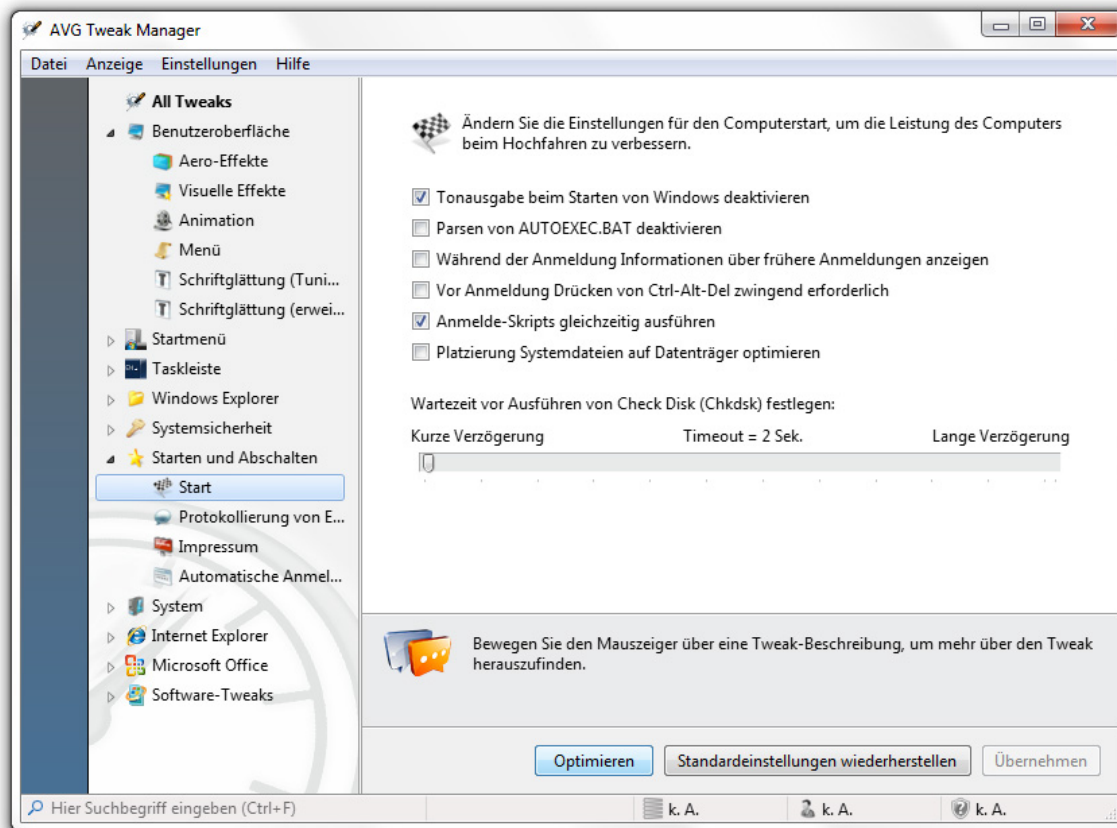 AVG Tweak Manager
Datei Anzeige Einstellungen Hilfe
All Tweaks
Benutzeroberfläche
Aero-Effekte
Visuelle Effekte
Animation
Menü
Schriftglättung (Tuni...
Schriftglättung (erwei...
Startmenü
Taskleiste
Windows Explorer
Systemsicherheit
Starten und Abschalten
Start
Protokollierung von E...
Impressum
Automatische Anmel...
System
Internet Explorer
Microsoft Office
Software-Tweaks
Ändern Sie die Einstellungen für den Computerstart, um die Leistung des Computers
beim Hochfahren zu verbessern.
Tonausgabe beim Starten von Windows deaktivieren
Parsen von AUTOEXEC.BAT deaktivieren
Während der Anmeldung Informationen über frühere Anmeldungen anzeigen
Vor Anmeldung Drücken von Ctrl-Alt-Del zwingend erforderlich
Anmelde-Skripts gleichzeitig ausführen
Platzierung Systemdateien auf Datenträger optimieren
Wartezeit vor Ausführen von Check Disk (Chkdsk) festlegen:
Kurze Verzögerung Timeout = 2 Sek. Lange Verzögerung
Bewegen Sie den Mauszeiger über eine Tweak-Beschreibung, um mehr über den Tweak
herauszufinden.
Optimieren Standardeinstellungen wiederherstellen Übernehmen
Hier Suchbegriff eingeben (Ctrl+F) k. A. k. A. k. A.